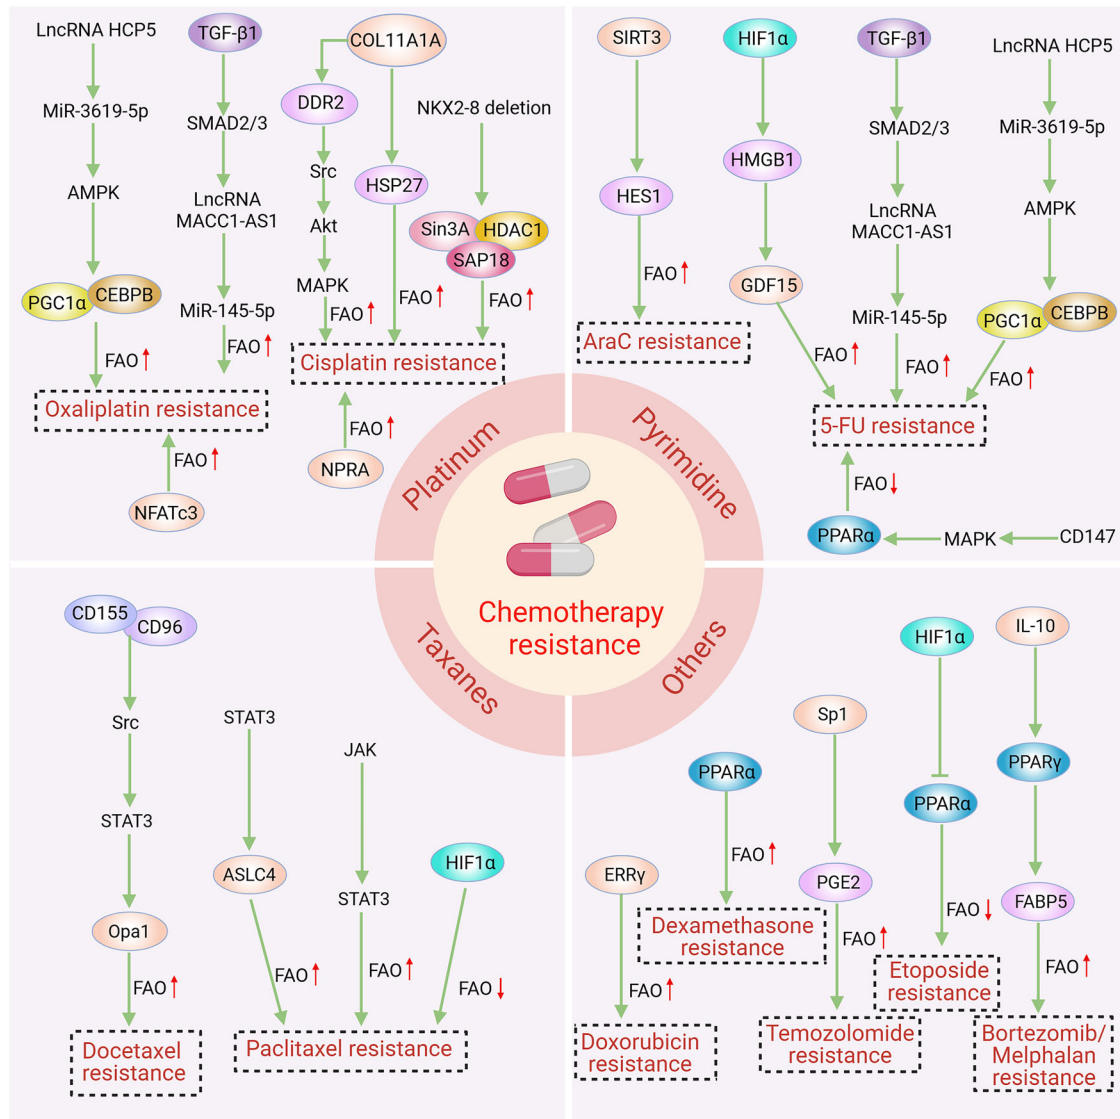 LncRNA HCP5
MiR-3619-5p
AMPK
PGC1α
CEBPB
FAO
Oxaliplatin resistance
FAO
NFATc3
TGF-β1
SMAD2/3
LncRNA
MACC1-AS1
MiR-145-5p
FAO
COL11A1A
DDR2
Src
Akt
MAPK
FAO
HSP27
FAO
NKX2-8 deletion
Sin3A
HDAC1
SAP18
FAO
Cisplatin resistance
FAO
NPRA
SIRT3
HES1
FAO
AraC resistance
HIF1α
HMGB1
GDF15
FAO
TGF-β1
SMAD2/3
LncRNA
MACC1-AS1
MiR-145-5p
FAO
LncRNA HCP5
MiR-3619-5p
AMPK
PGC1α
CEBPB
FAO
5-FU resistance
FAO
PPARα
MAPK
CD147
Platinum
Pyrimidine
Taxanes
Others
Chemotherapy
resistance
CD155
CD96
Src
STAT3
Opa1
FAO
Docetaxel
resistance
STAT3
ASLC4
FAO
JAK
STAT3
FAO
HIF1α
FAO
Paclitaxel resistance
ERRγ
FAO
Doxorubicin
resistance
PPARα
FAO
Dexamethasone
resistance
Sp1
PGE2
FAO
Temozolomide
resistance
HIF1α
PPARα
FAO
Etoposide
resistance
IL-10
PPARγ
FABP5
FAO
Bortezomib/
Melphalan
resistance